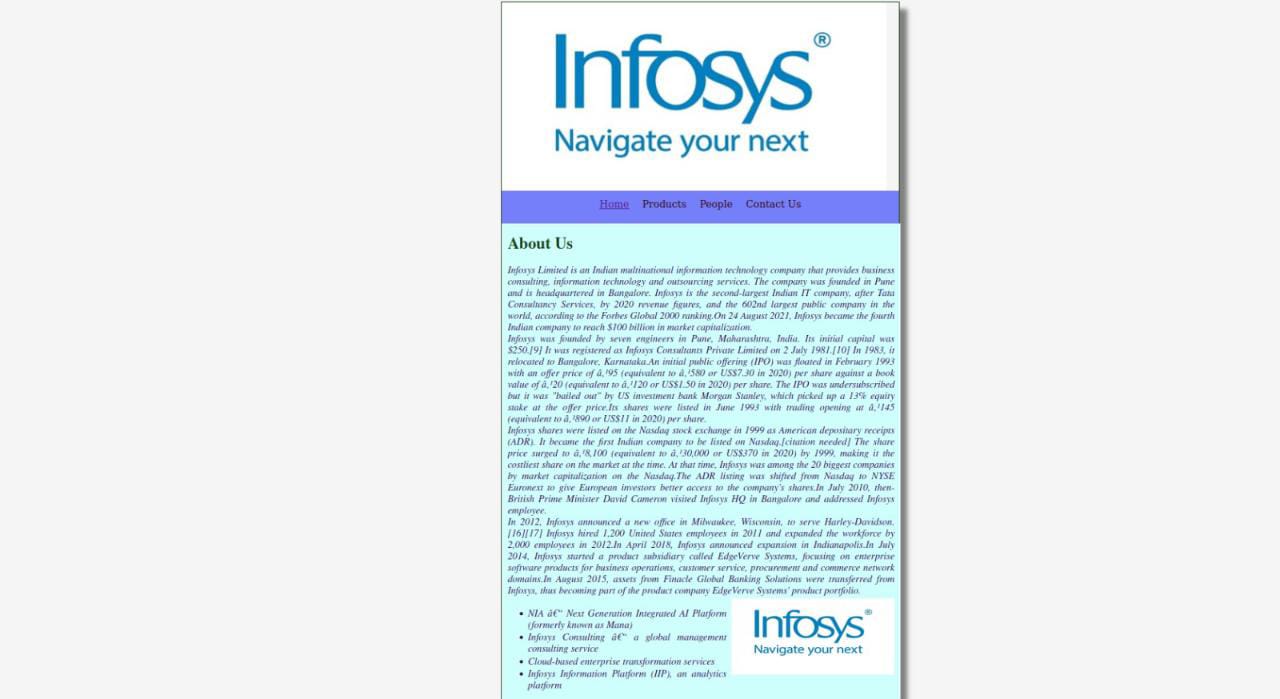 Infosys®
Navigate your next
Home Products People Contact Us
About Us
Infosys Limited is an Indian multinational information technology company that provides business
consulting, information technology and outsourcing services. The company was founded in Pune
and is headquartered in Bangalore. Infosys is the second-largest Indian IT company, after Tata
Consultancy Services, by 2020 revenue figures, and the 602nd largest public company in the
world, according to the Forbes Global 2000 ranking.On 24 August 2021, Infosys became the fourth
Indian company to reach $100 billion in market capitalization.
Infosys was founded by seven engineers in Pune, Maharashtra, India. Its initial capital was
$250.[9] It was registered as Infosys Consultants Private Limited on 2 July 1981.[10] In 1983, it
relocated to Bangalore, Karnataka.An initial public offering (IPO) was floated in February 1993
with an offer price of â‚¹95 (equivalent to â‚¹580 or US$7.30 in 2020) per share against a book
value of â‚¹20 (equivalent to â‚¹120 or US$1.50 in 2020) per share. The IPO was undersubscribed
but it was "bailed out" by US investment bank Morgan Stanley, which picked up a 13% equity
stake at the offer price.Its shares were listed in June 1993 with trading opening at â‚¹145
(equivalent to â‚¹890 or US$11 in 2020) per share.
Infosys shares were listed on the Nasdaq stock exchange in 1999 as American depositary receipts
(ADR). It became the first Indian company to be listed on Nasdaq.[citation needed] The share
price surged to â‚¹8,100 (equivalent to â‚¹30,000 or US$370 in 2020) by 1999, making it the
costliest share on the market at the time. At that time, Infosys was among the 20 biggest companies
by market capitalization on the Nasdaq.The ADR listing was shifted from Nasdaq to NYSE
Euronext to give European investors better access to the company's shares.In July 2010, then-
British Prime Minister David Cameron visited Infosys HQ in Bangalore and addressed Infosys
employee.
In 2012, Infosys announced a new office in Milwaukee, Wisconsin, to serve Harley-Davidson.
[16][17] Infosys hired 1,200 United States employees in 2011 and expanded the workforce by
2,000 employees in 2012.In April 2018, Infosys announced expansion in Indianapolis.In July
2014, Infosys started a product subsidiary called EdgeVerve Systems, focusing on enterprise
software products for business operations, customer service, procurement and commerce network
domains.In August 2015, assets from Finacle Global Banking Solutions were transferred from
Infosys, thus becoming part of the product company EdgeVerve Systems' product portfolio.
• NIA â€“ Next Generation Integrated AI Platform
(formerly known as Mana)
• Infosys Consulting â€“ a global management
consulting service
• Cloud-based enterprise transformation services
• Infosys Information Platform (IIP), an analytics
platform
Infosys®
Navigate your next